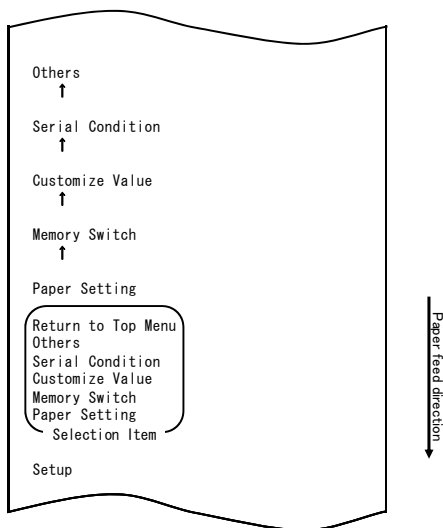 Others
↑
Serial Condition
↑
Customize Value
↑
Memory Switch
↑
Paper Setting
Return to Top Menu
Others
Serial Condition
Customize Value
Memory Switch
Paper Setting
Selection Item
Setup
Paper feed direction